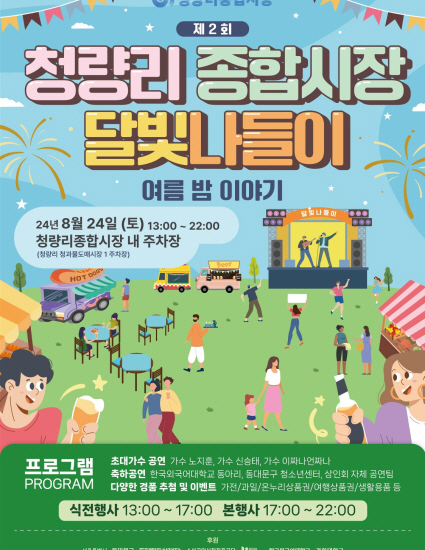 제2회
청량리 종합시장
달빛나들이
여름 밤 이야기
24년 8월 24일 (토) 13:00 ~ 22:00
청량리종합시장 내 주차장
(청량리 청과물도매시장 1 주차장)
달빛나들이
HOT DOGS
BEER
프로그램
PROGRAM
초대가수 공연 가수 노지훈, 가수 신승태, 가수 이짜나언짜나
축하공연 한국외국어대학교 동아리, 동대문구 청소년센터, 상인회 자체 공연팀
다양한 경품 추첨 및 이벤트 가전/과일/온누리상품권/여행상품권/생활용품 등
식전행사 13:00 ~ 17:00 본행사 17:00 ~ 22:00
후원